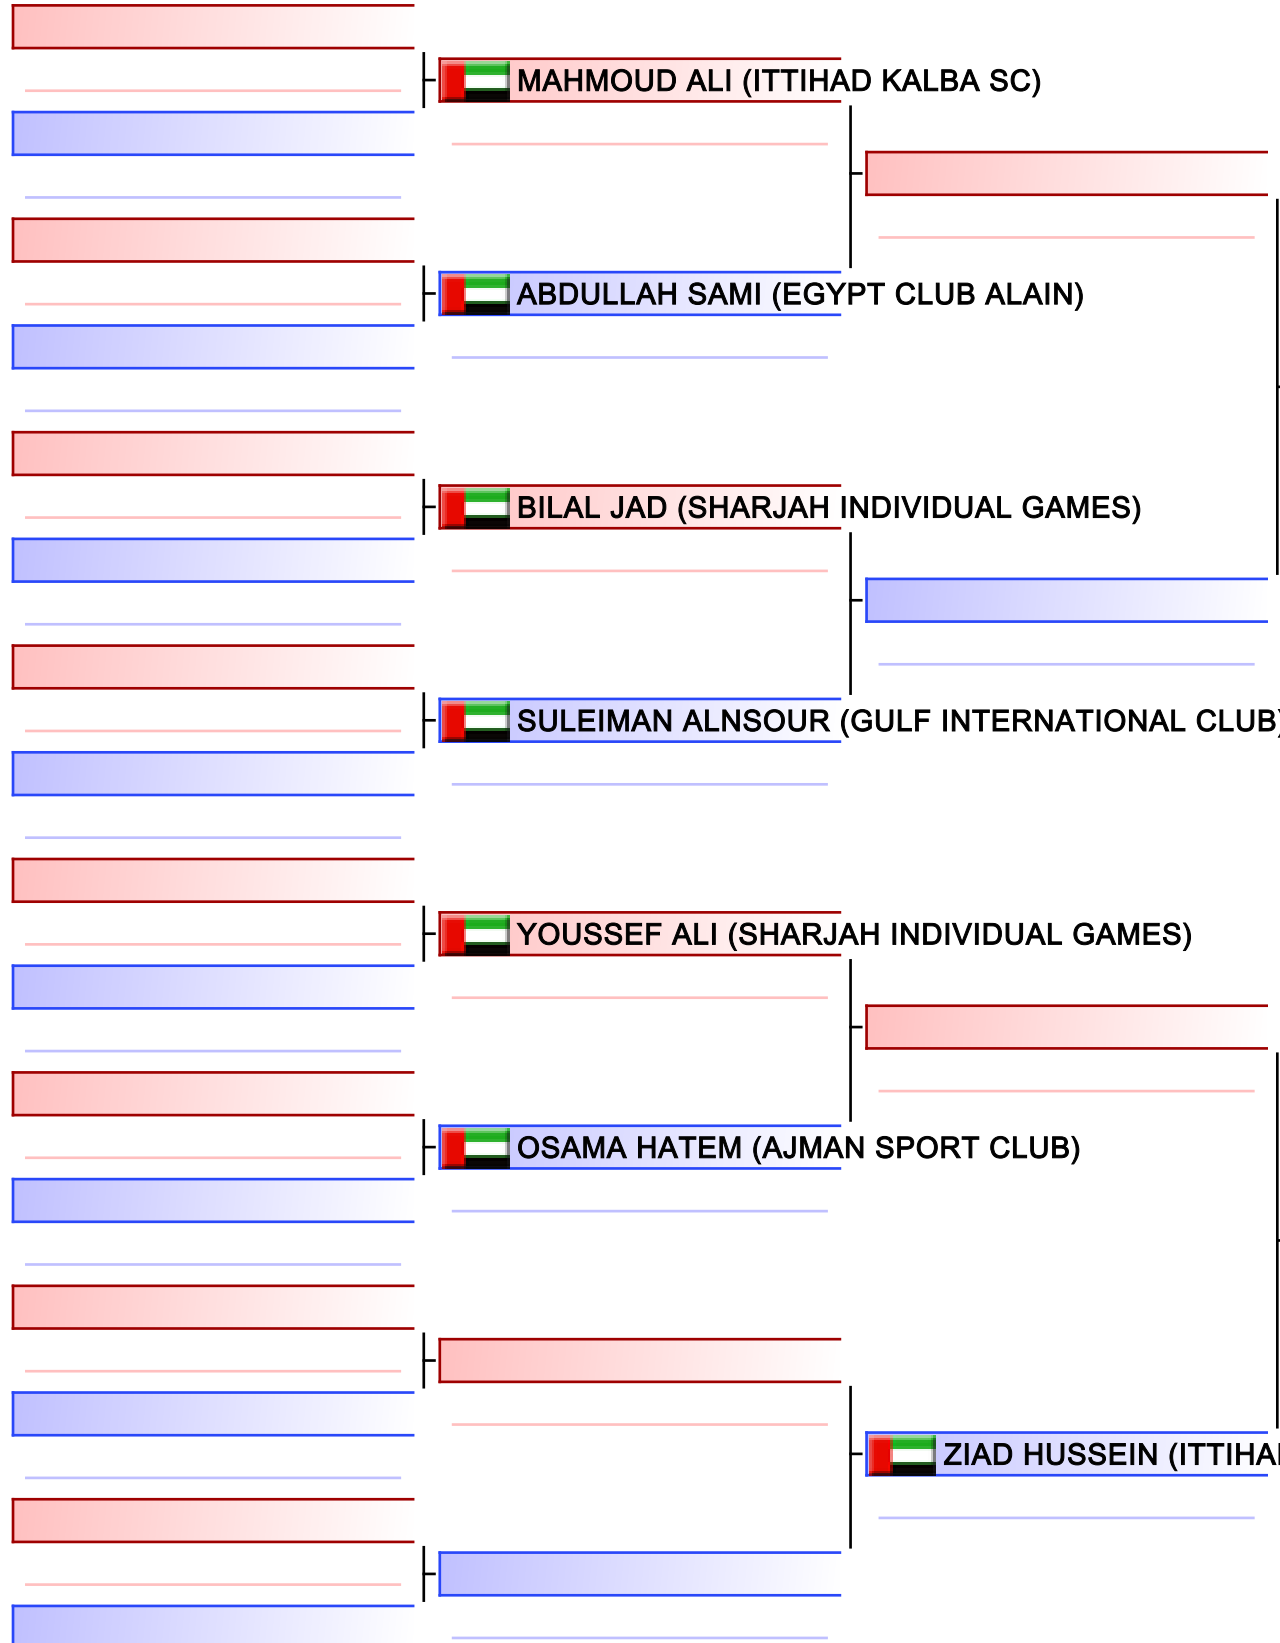 MAHMOUD ALI (ITTIHAD KALBA SC)
ABDULLAH SAMI (EGYPT CLUB ALAIN)
BILAL JAD (SHARJAH INDIVIDUAL GAMES)
SULEIMAN ALNSOUR (GULF INTERNATIONAL CLUB)
YOUSSEF ALI (SHARJAH INDIVIDUAL GAMES)
OSAMA HATEM (AJMAN SPORT CLUB)
ZIAD HUSSEIN